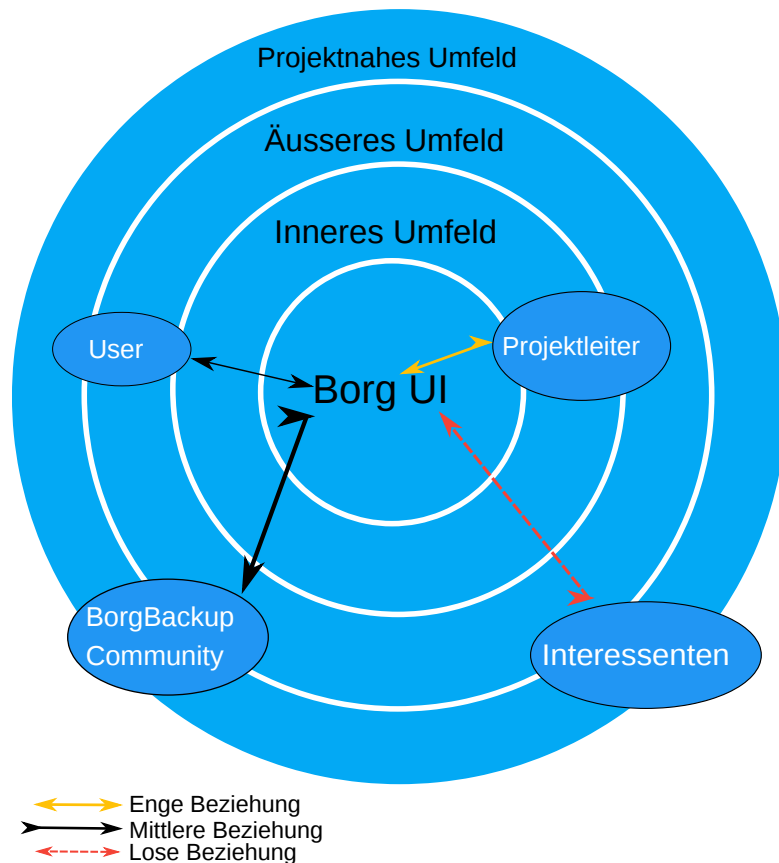 Projektnahes Umfeld
Äusseres Umfeld
Inneres Umfeld
User
Projektleiter
Borg UI
BorgBackup
Community
Interessenten
Enge Beziehung
Mittlere Beziehung
Lose Beziehung